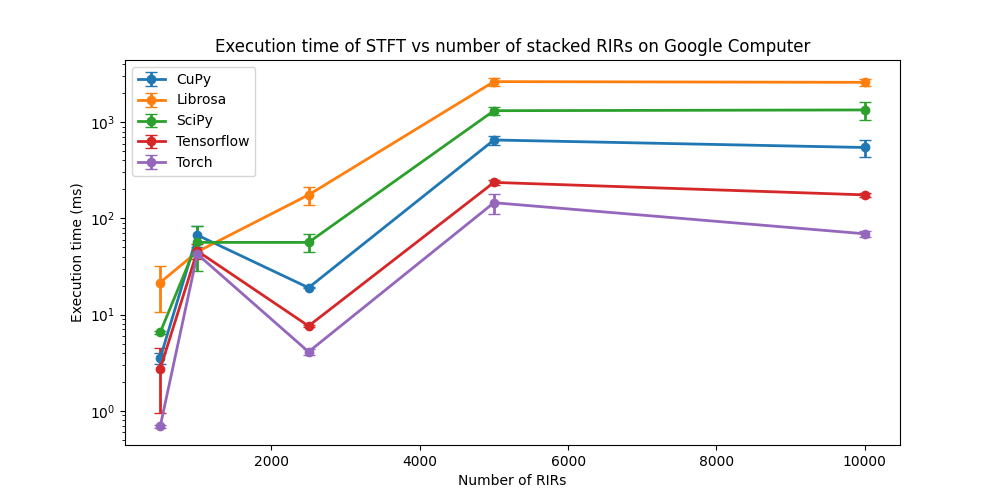 Execution time of STFT vs number of stacked RIRs on Google Computer
CuPy
Librosa
SciPy
Tensorflow
Torch
Execution time (ms)
10³
10²
10¹
10⁰
2000 4000 6000 8000 10000
Number of RIRs